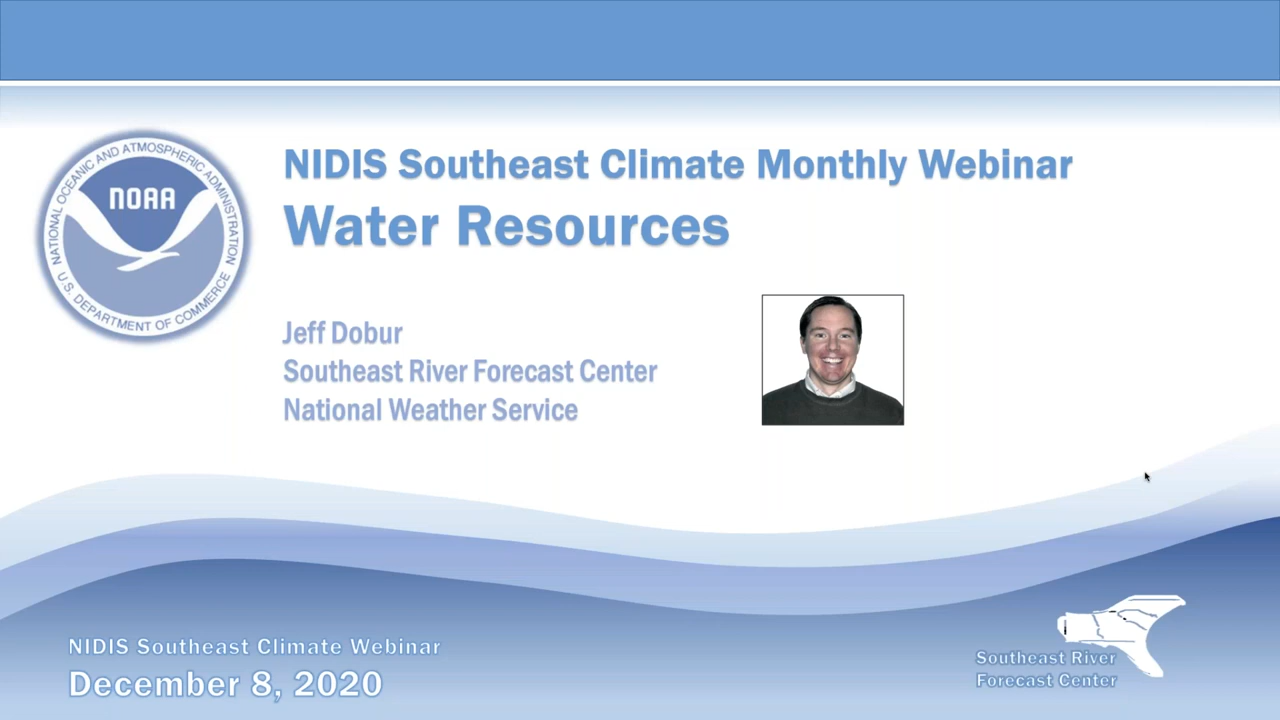 NIDIS Southeast Climate Monthly Webinar
Water Resources
NATIONAL OCEANIC AND ATMOSPHERIC ADMINISTRATION
NOAA
U.S. DEPARTMENT OF COMMERCE
Jeff Dobur
Southeast River Forecast Center
National Weather Service
NIDIS Southeast Climate Webinar
December 8, 2020
Southeast River
Forecast Center